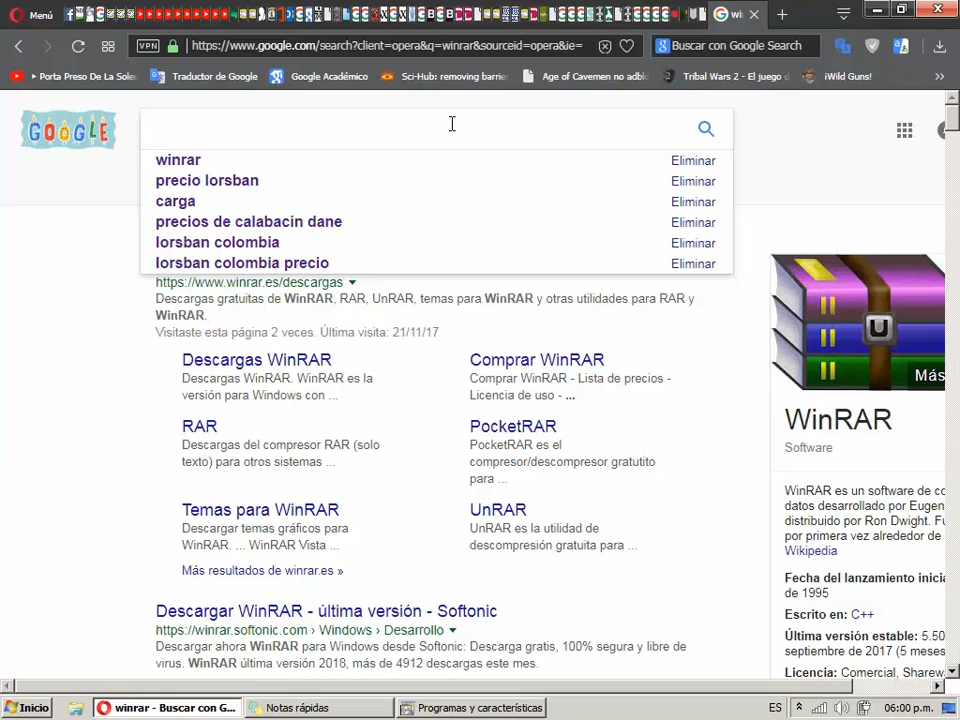 Menú
wi
VPN
https://www.google.com/search?client=opera&q=winrar&sourceid=opera&ie=
Buscar con Google Search
Porta Preso De La Sole
Traductor de Google
Google Académico
Sci-Hub: removing barrie
Age of Cavemen no adblo
Tribal Wars 2 - El juego d
iWild Guns!
GOOGLE
winrar Eliminar
precio lorsban Eliminar
carga Eliminar
precios de calabacin dane Eliminar
lorsban colombia Eliminar
lorsban colombia precio Eliminar
https://www.winrar.es/descargas
Descargas gratuitas de WinRAR, RAR, UnRAR, temas para WinRAR y otras utilidades para RAR y
WinRAR.
Visitaste esta página 2 veces. Última visita: 21/11/17
Descargas WinRAR
Descargas WinRAR. WinRAR es la
versión para Windows con ...
Comprar WinRAR
Comprar WinRAR - Lista de precios -
Licencia de uso - ...
RAR
Descargas del compresor RAR (solo
texto) para otros sistemas ...
PocketRAR
PocketRAR es el
compresor/descompresor gratutito
para ...
Temas para WinRAR
Descargar temas gráficos para
WinRAR. ... WinRAR Vista ...
UnRAR
UnRAR es la utilidad de
descompresión gratuita para ...
Más resultados de winrar.es »
Descargar WinRAR - última versión - Softonic
https://winrar.softonic.com › Windows › Desarrollo
Descargar ahora WinRAR para Windows desde Softonic: Descarga gratis, 100% segura y libre de
virus. WinRAR última versión 2018, más de 4912 descargas este mes.
U
Más
WinRAR
Software
WinRAR es un software de co
datos desarrollado por Eugen
distribuido por Ron Dwight. Fu
por primera vez alrededor de
Wikipedia
Fecha del lanzamiento inicia
de 1995
Escrito en: C++
Última versión estable: 5.50
septiembre de 2017 (5 meses
Licencia: Comercial, Sharew
Inicio
winrar - Buscar con G...
Notas rápidas
Programas y características
ES
06:00 p.m.